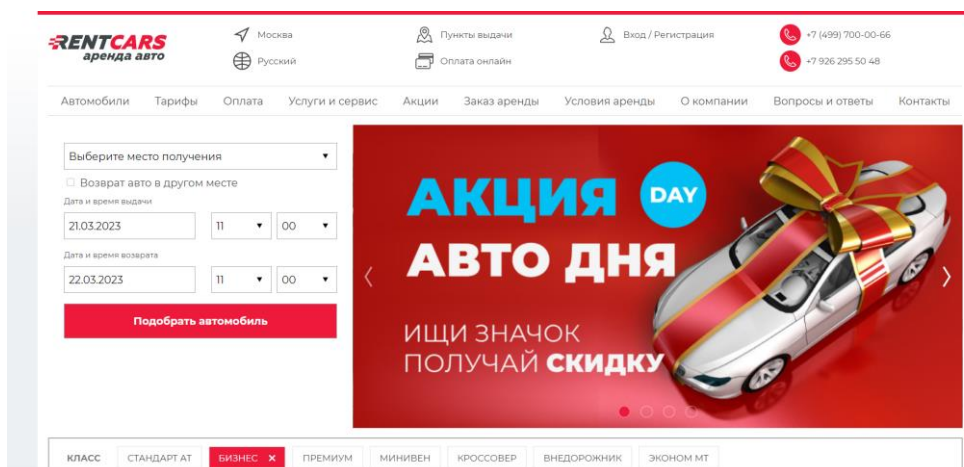 RENTCARS
аренда авто
Москва
Русский
Пункты выдачи
Оплата онлайн
Вход / Регистрация
+7 (499) 700-00-66
+7 926 295 50 48
Автомобили Тарифы Оплата Услуги и сервис Акции Заказ аренды Условия аренды О компании Вопросы и ответы Контакты
Выберите место получения
Возврат авто в другом месте
Дата и время выдачи
21.03.2023 11 00
Дата и время возврата
22.03.2023 11 00
Подобрать автомобиль
АКЦИЯ DAY
АВТО ДНЯ
ИЩИ ЗНАЧОК
ПОЛУЧАЙ СКИДКУ
КЛАСС СТАНДАРТ АТ БИЗНЕС × ПРЕМИУМ МИНИВЕН КРОССОВЕР ВНЕДОРОЖНИК ЭКОНОМ МТ